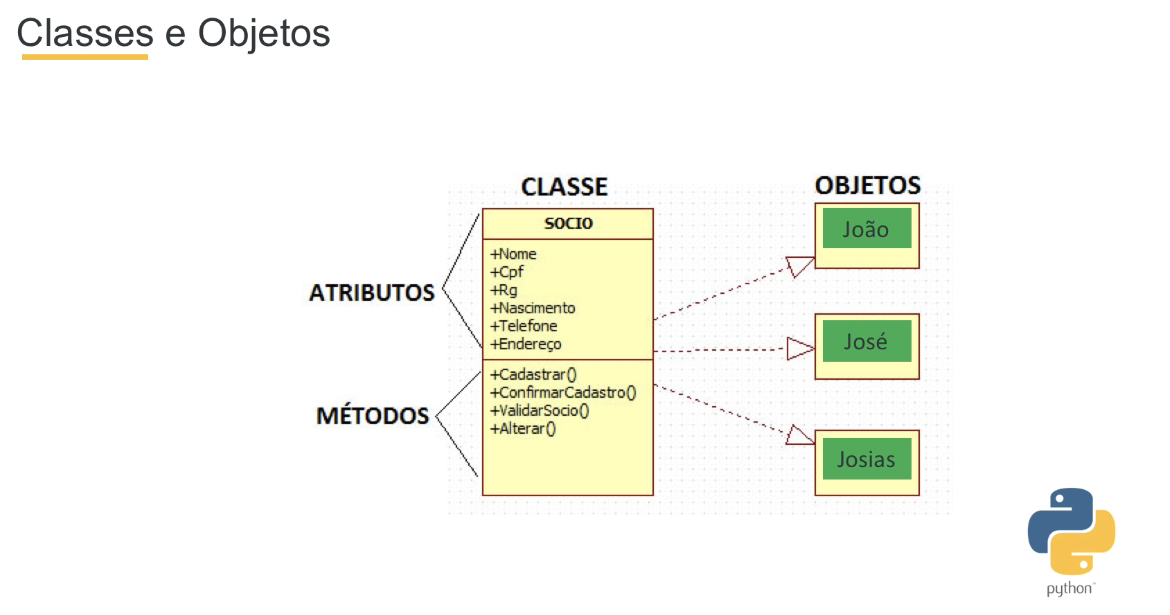 Classes e Objetos
CLASSE
OBJETOS
SOCIO
ATRIBUTOS
+Nome
+Cpf
+Rg
+Nascimento
+Telefone
+Endereço
MÉTODOS
+Cadastrar()
+ConfirmarCadastro()
+ValidarSocio()
+Alterar()
João
José
Josias
python™